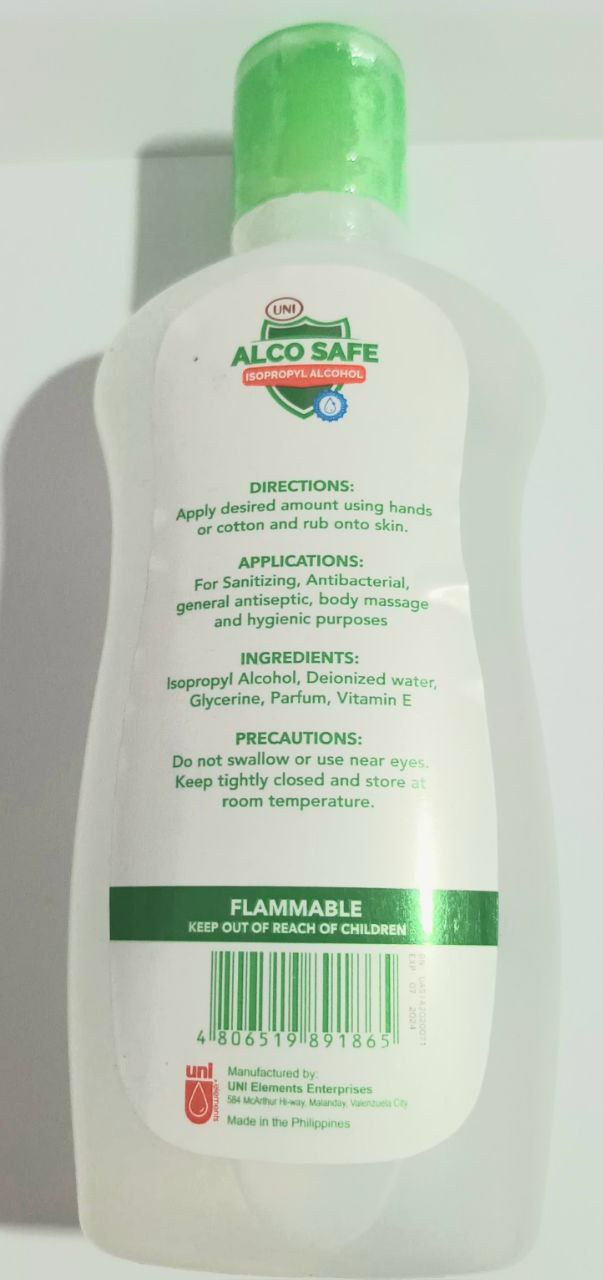 UNI
ALCO SAFE
ISOPROPYL ALCOHOL
DIRECTIONS:
Apply desired amount using hands
or cotton and rub onto skin.
APPLICATIONS:
For Sanitizing, Antibacterial,
general antiseptic, body massage
and hygienic purposes
INGREDIENTS:
Isopropyl Alcohol, Deionized water,
Glycerine, Parfum, Vitamin E
PRECAUTIONS:
Do not swallow or use near eyes.
Keep tightly closed and store at
room temperature.
FLAMMABLE
KEEP OUT OF REACH OF CHILDREN
4 806519 891865
EXP 07 2024
uni
elements
Manufactured by:
UNI Elements Enterprises
584 McArthur Hi-way, Malanday, Valenzuela City
Made in the Philippines